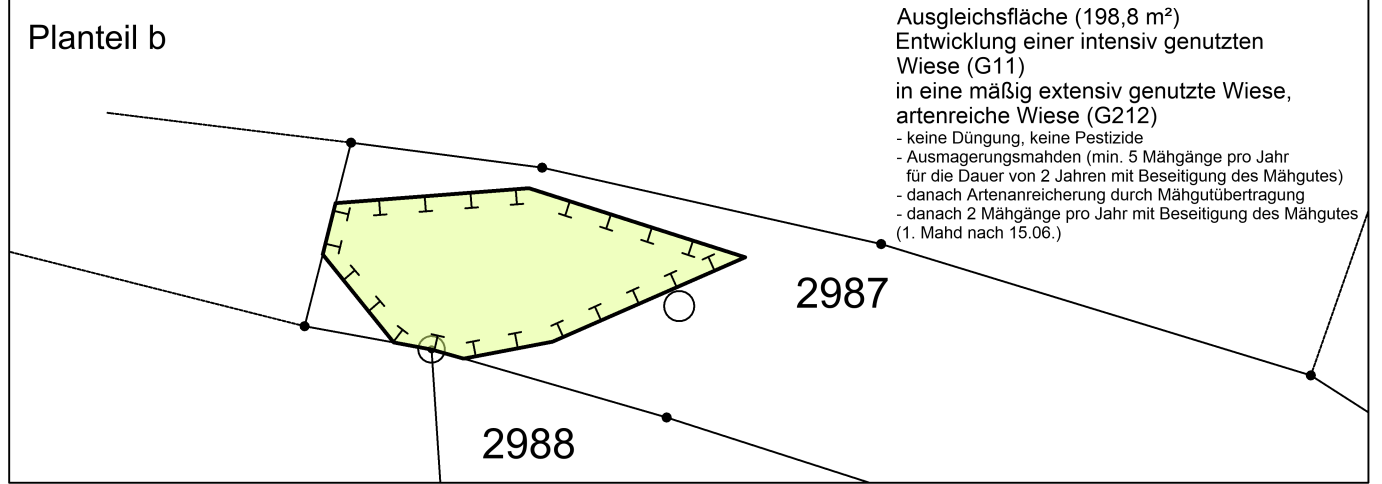 Planteil b
Ausgleichsfläche (198,8 m²)
Entwicklung einer intensiv genutzten
Wiese (G11)
in eine mäßig extensiv genutzte Wiese,
artenreiche Wiese (G212)
- keine Düngung, keine Pestizide
- Ausmagerungsmahden (min. 5 Mähgänge pro Jahr
für die Dauer von 2 Jahren mit Beseitigung des Mähgutes)
- danach Artenanreicherung durch Mähgutübertragung
- danach 2 Mähgänge pro Jahr mit Beseitigung des Mähgutes
(1. Mahd nach 15.06.)
2987
2988